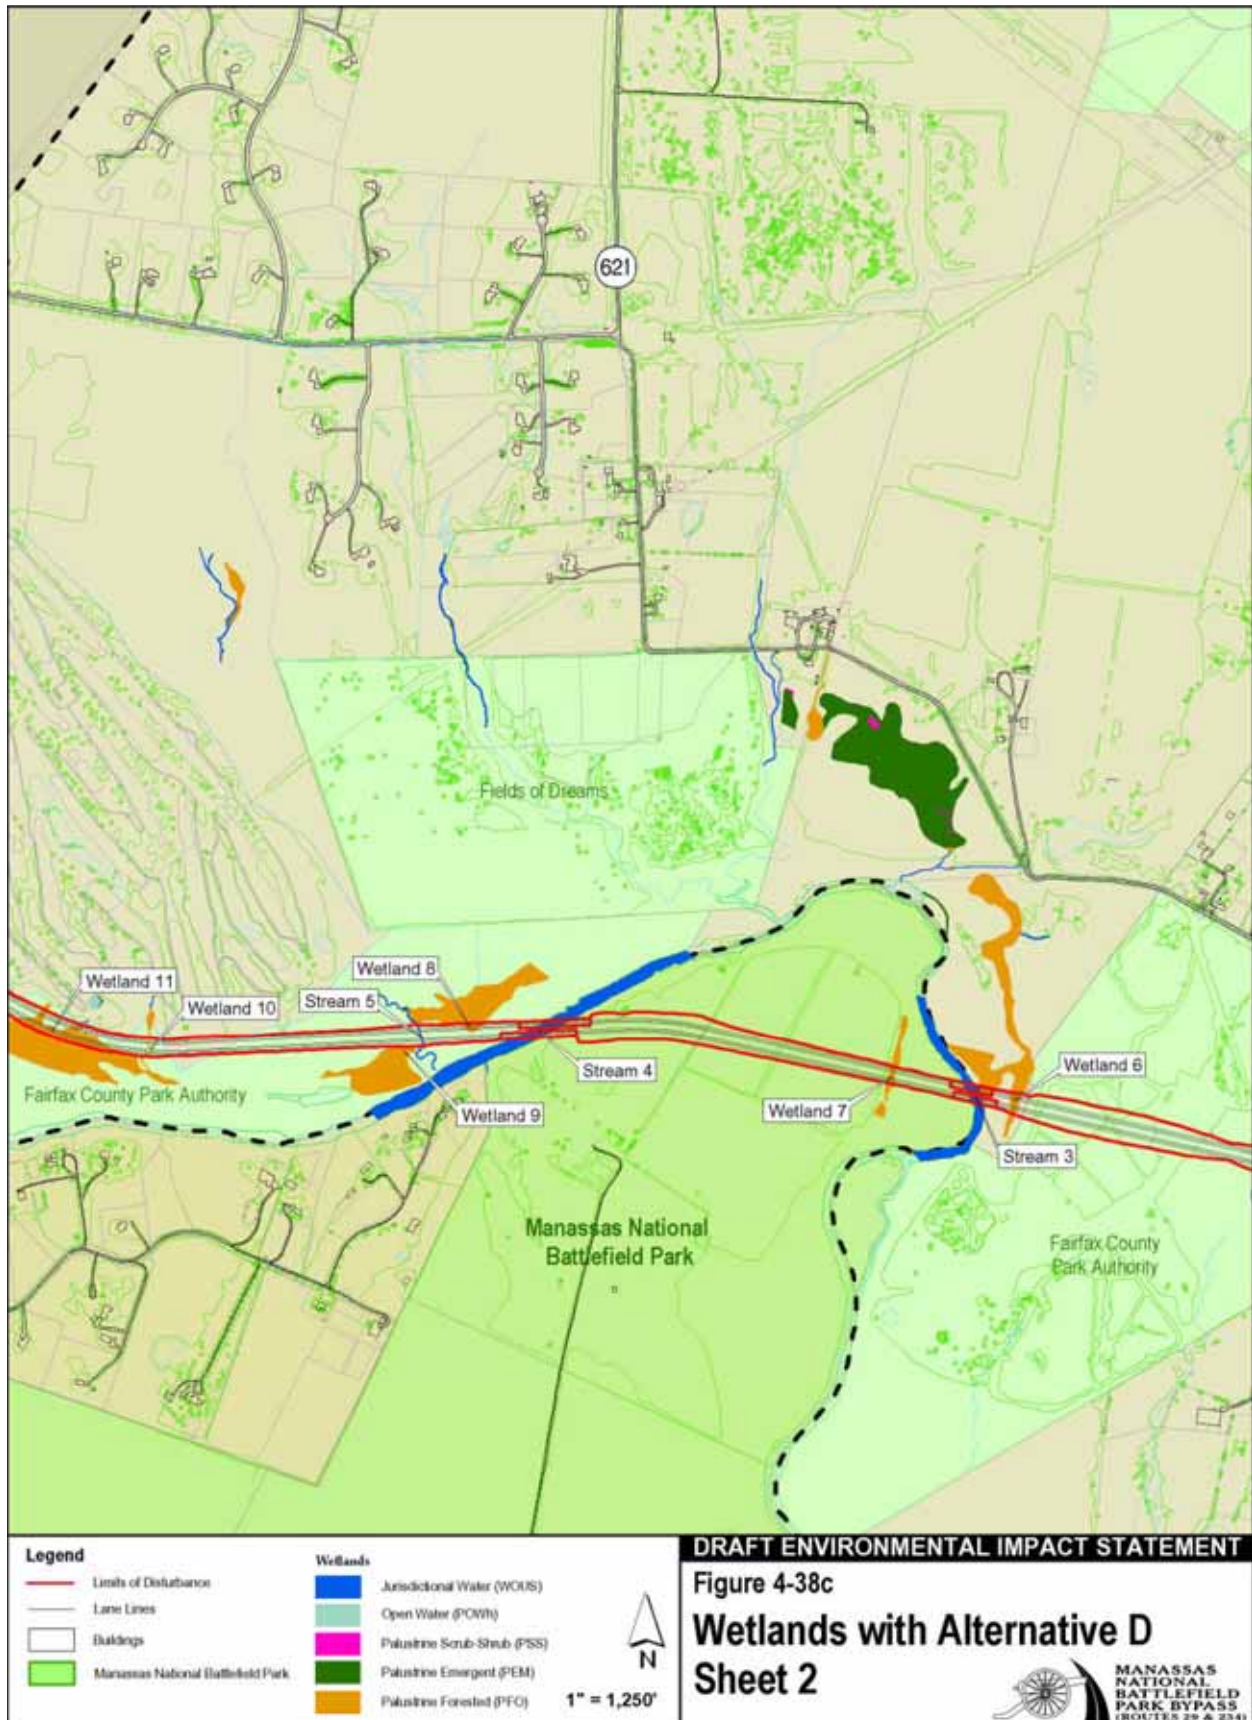 621
Fields of Dreams
Wetland 11
Wetland 10
Wetland 8
Stream 5
Stream 4
Wetland 6
Wetland 7
Fairfax County Park Authority
Wetland 9
Stream 3
Manassas National
Battlefield Park
Fairfax County
Park Authority
Legend
Limits of Disturbance
Lane Lines
Buildings
Manassas National Battlefield Park
Wetlands
Jurisdictional Water (WOUS)
Open Water (POWh)
Palustrine Scrub-Shrub (PSS)
Palustrine Emergent (PEM)
Palustrine Forested (PFO)
N
1" = 1,250'
DRAFT ENVIRONMENTAL IMPACT STATEMENT
Figure 4-38c
Wetlands with Alternative D
Sheet 2
MANASSAS
NATIONAL
BATTLEFIELD
PARK BYPASS
(ROUTES 29 & 234)